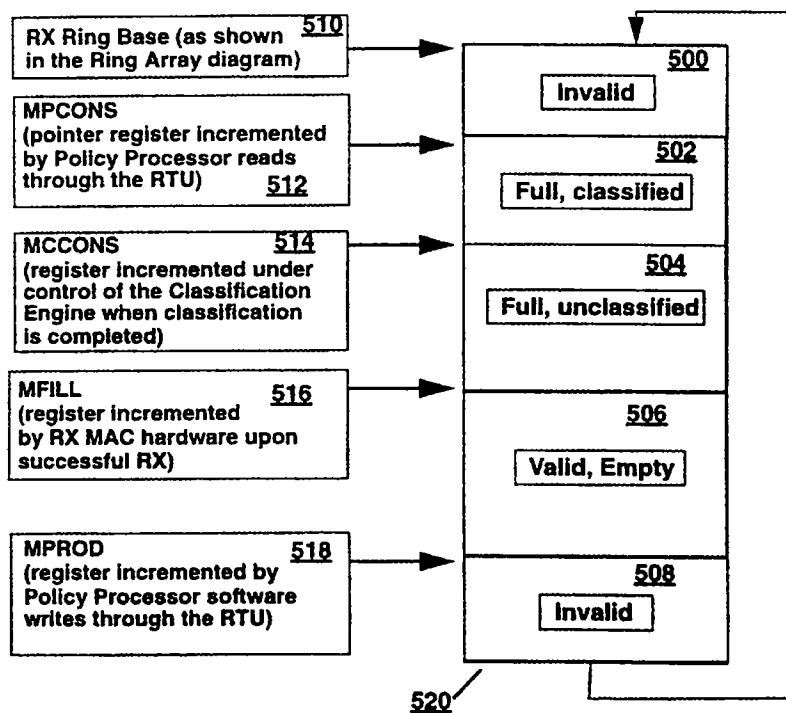 RX Ring Base (as shown
in the Ring Array diagram)
510
MPCONS
(pointer register incremented
by Policy Processor reads
through the RTU)
512
MCCONS
514
(register incremented under
control of the Classification
Engine when classification
is completed)
MFILL
516
(register incremented
by RX MAC hardware upon
successful RX)
MPROD
518
(register incremented by
Policy Processor software
writes through the RTU)
500
Invalid
502
Full, classified
504
Full, unclassified
506
Valid, Empty
508
Invalid
520